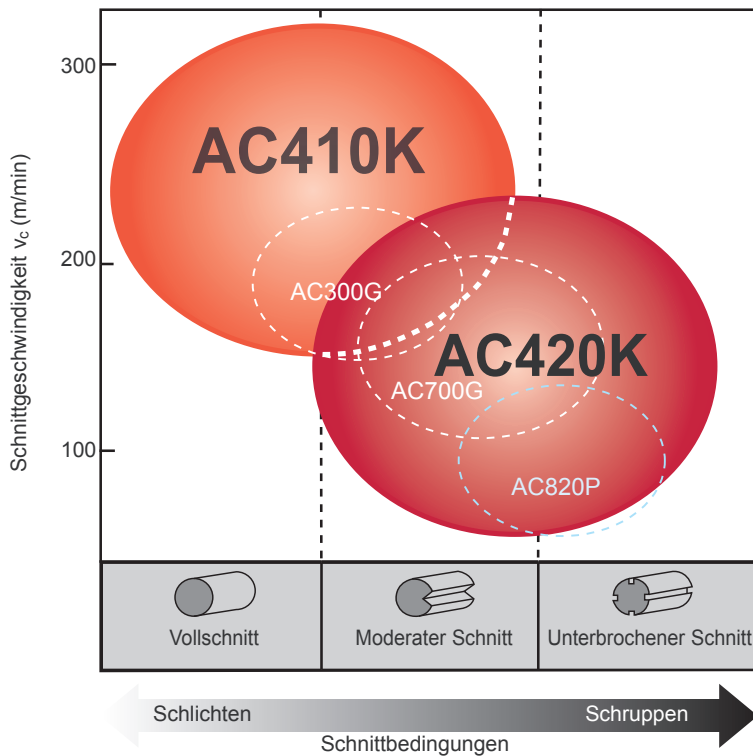 Schnittgeschwindigkeit vc (m/min)
300
200
100
AC410K
AC300G
AC420K
AC700G
AC820P
Vollschnitt
Moderater Schnitt
Unterbrochener Schnitt
Schlichten
Schruppen
Schnittbedingungen